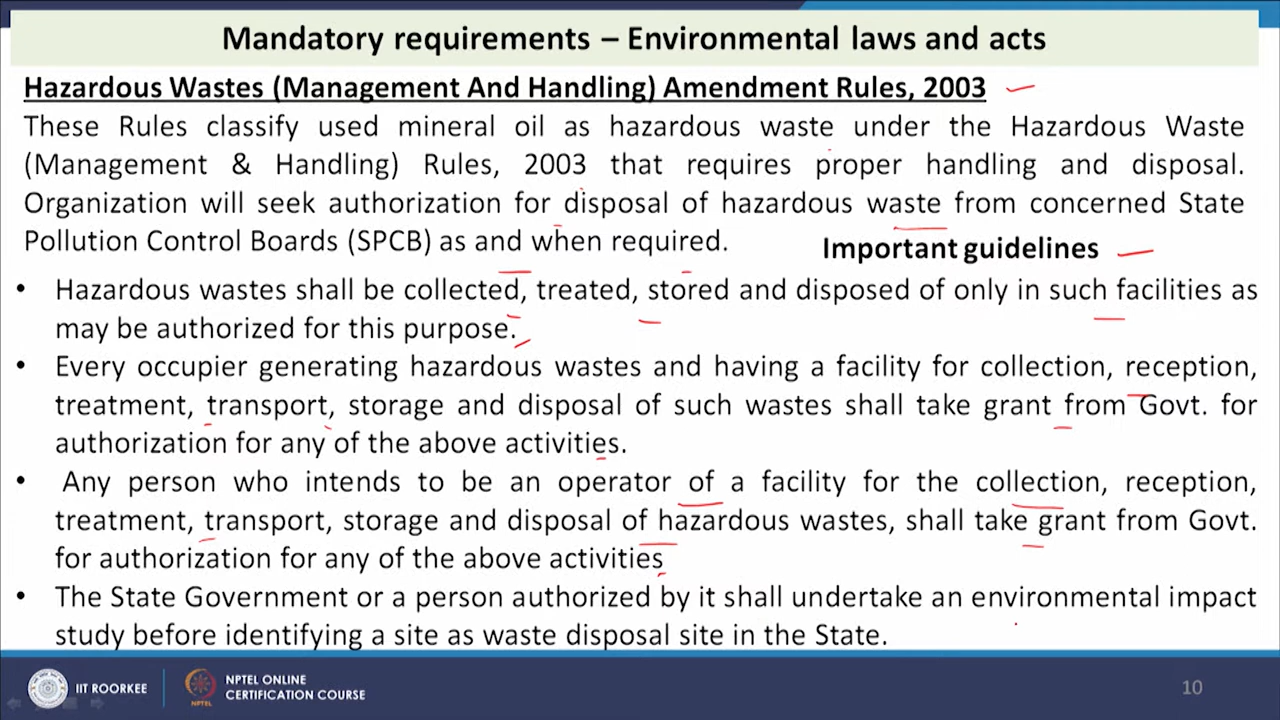 Mandatory requirements – Environmental laws and acts
Hazardous Wastes (Management And Handling) Amendment Rules, 2003
These Rules classify used mineral oil as hazardous waste under the Hazardous Waste
(Management & Handling) Rules, 2003 that requires proper handling and disposal.
Organization will seek authorization for disposal of hazardous waste from concerned State
Pollution Control Boards (SPCB) as and when required.
Important guidelines
• Hazardous wastes shall be collected, treated, stored and disposed of only in such facilities as
may be authorized for this purpose.
• Every occupier generating hazardous wastes and having a facility for collection, reception,
treatment, transport, storage and disposal of such wastes shall take grant from Govt. for
authorization for any of the above activities.
• Any person who intends to be an operator of a facility for the collection, reception,
treatment, transport, storage and disposal of hazardous wastes, shall take grant from Govt.
for authorization for any of the above activities
• The State Government or a person authorized by it shall undertake an environmental impact
study before identifying a site as waste disposal site in the State.
IIT ROORKEE
NPTEL
NPTEL ONLINE
CERTIFICATION COURSE
10